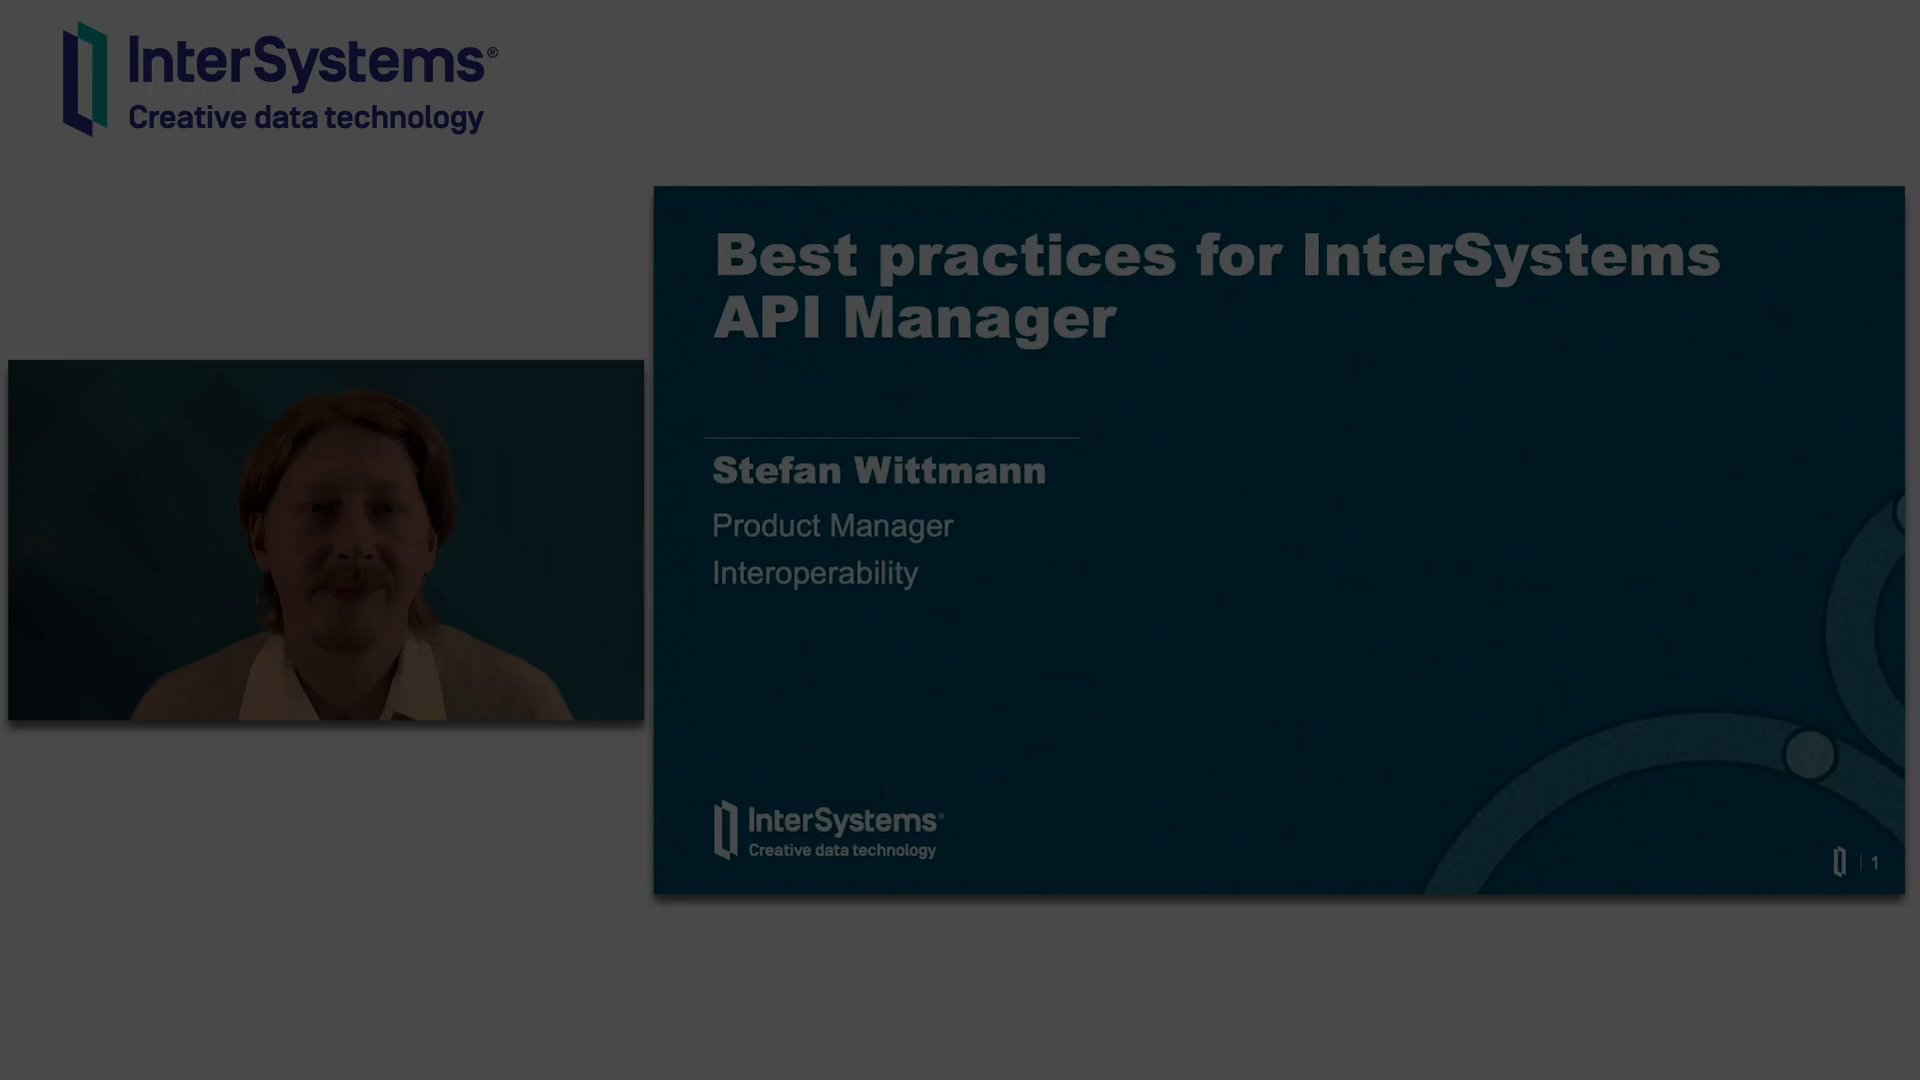 InterSystems®
Creative data technology
Best practices for InterSystems
API Manager
Stefan Wittmann
Product Manager
Interoperability
InterSystems®
Creative data technology
1